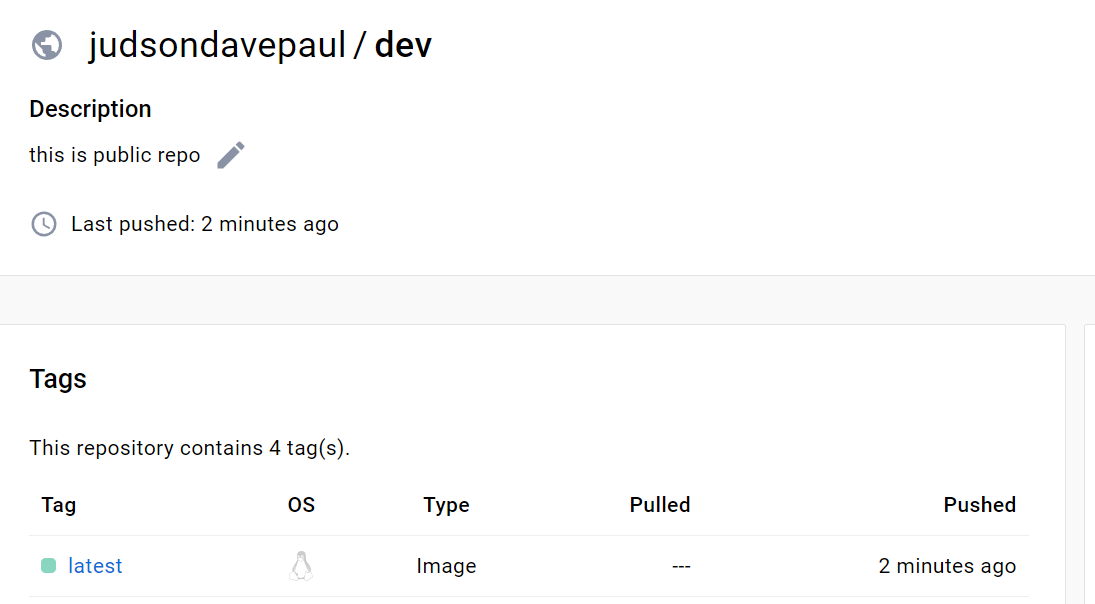 judsondavepaul / dev
Description
this is public repo
Last pushed: 2 minutes ago
Tags
This repository contains 4 tag(s).
Tag OS Type Pulled Pushed
latest Image --- 2 minutes ago